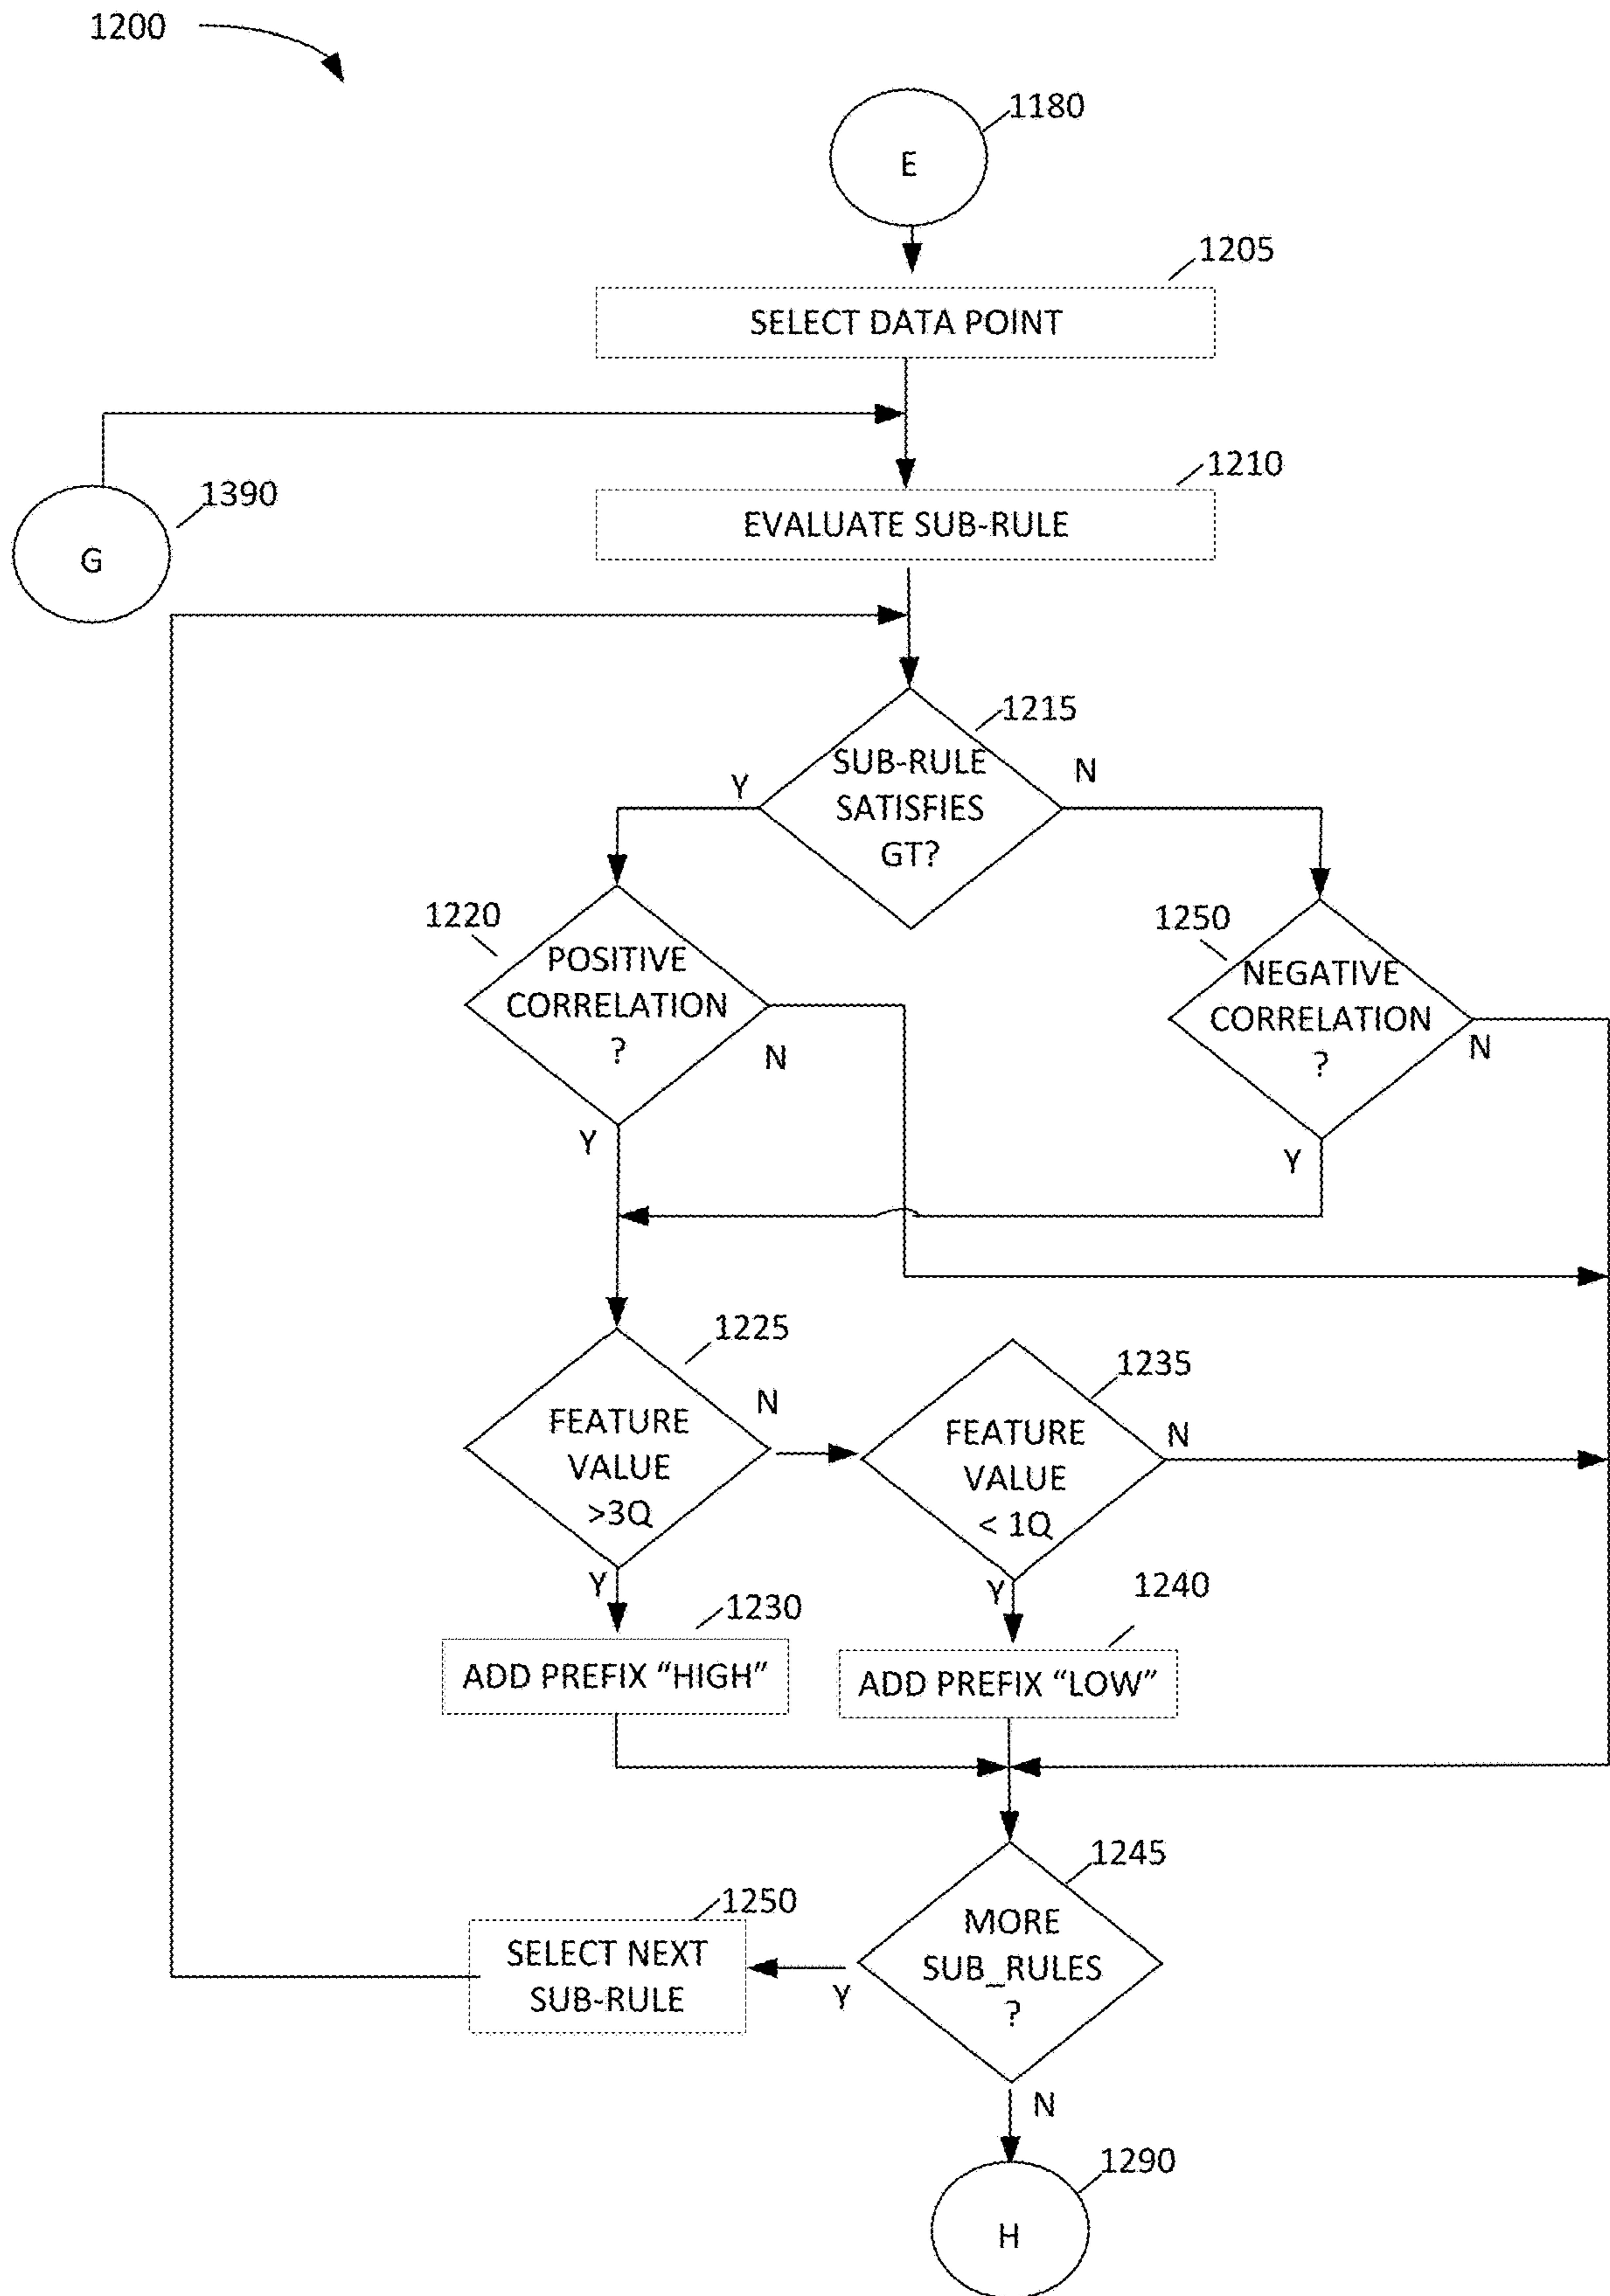 1200
1180
E
1205
SELECT DATA POINT
1210
EVALUATE SUB-RULE
1390
G
1215
SUB-RULE
SATISFIES
GT?
Y
N
1220
POSITIVE
CORRELATION
?
N
Y
1250
NEGATIVE
CORRELATION
?
N
Y
1225
FEATURE
VALUE
>3Q
N
Y
1235
FEATURE
VALUE
< 1Q
N
Y
1230
ADD PREFIX “HIGH”
1240
ADD PREFIX “LOW”
1245
MORE
SUB_RULES
?
Y
1250
SELECT NEXT
SUB-RULE
N
1290
H